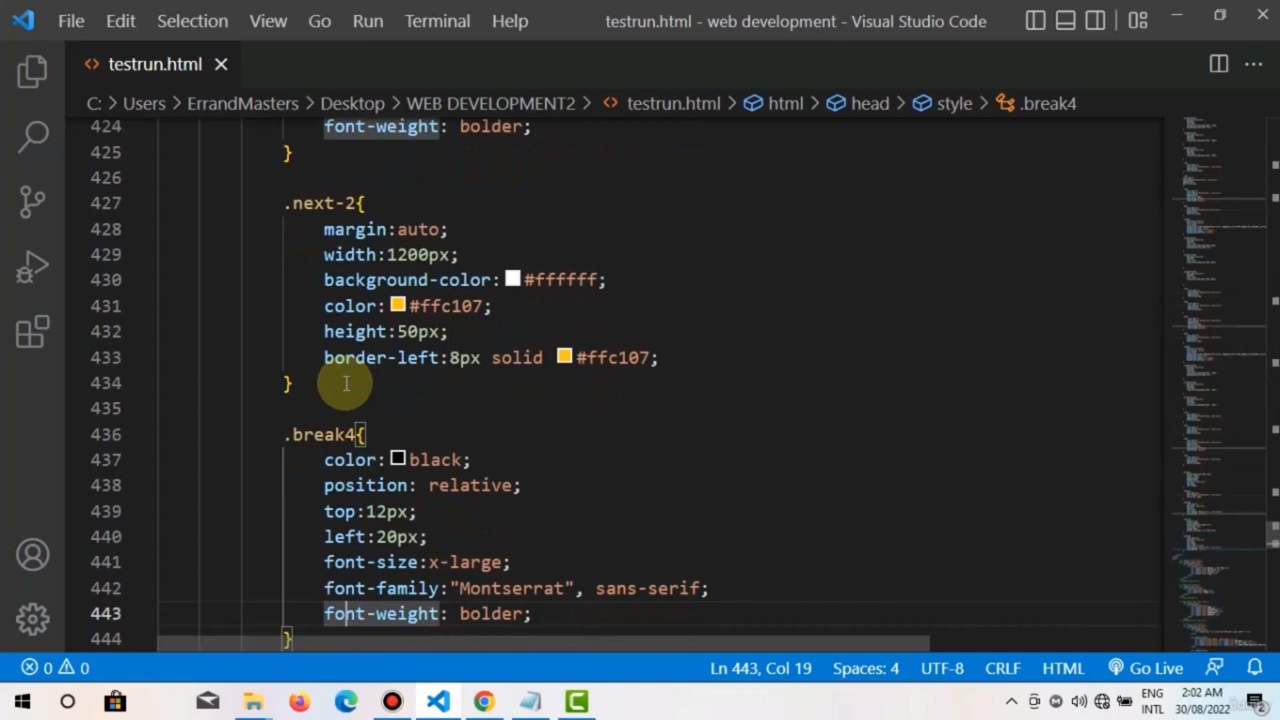 File Edit Selection View Go Run Terminal Help testrun.html - web development - Visual Studio Code
testrun.html
C: > Users > ErrandMasters > Desktop > WEB DEVELOPMENT2 > testrun.html > html > head > style > .break4
424 font-weight: bolder;
425 }
426
427 .next-2{
428 margin:auto;
429 width:1200px;
430 background-color: #ffffff;
431 color: #ffc107;
432 height:50px;
433 border-left:8px solid #ffc107;
434 }
435
436 .break4{
437 color: black;
438 position: relative;
439 top:12px;
440 left:20px;
441 font-size:x-large;
442 font-family:"Montserrat", sans-serif;
443 font-weight: bolder;
444 }
0 0 Ln 443, Col 19 Spaces: 4 UTF-8 CRLF HTML Go Live
ENG 2:02 AM
INTL 30/08/2022 2